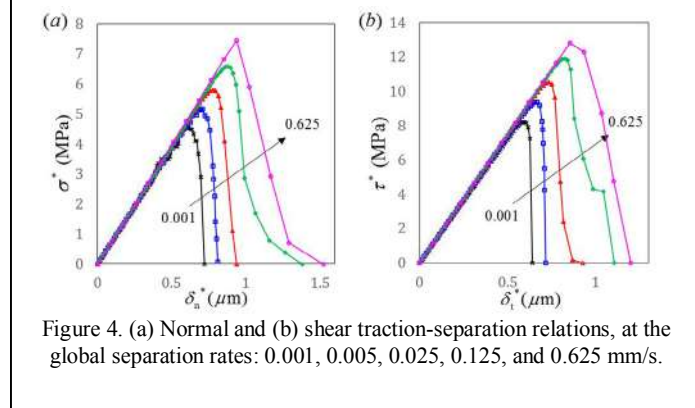 (a)
8
7
6
5
4
3
2
1
0
σ* (MPa)
0.625
0.001
0 0.5 1 1.5
δn* (μm)
(b)
14
12
10
8
6
4
2
0
τ* (MPa)
0.625
0.001
0 0.5 1
δt* (μm)
Figure 4. (a) Normal and (b) shear traction-separation relations, at the
global separation rates: 0.001, 0.005, 0.025, 0.125, and 0.625 mm/s.